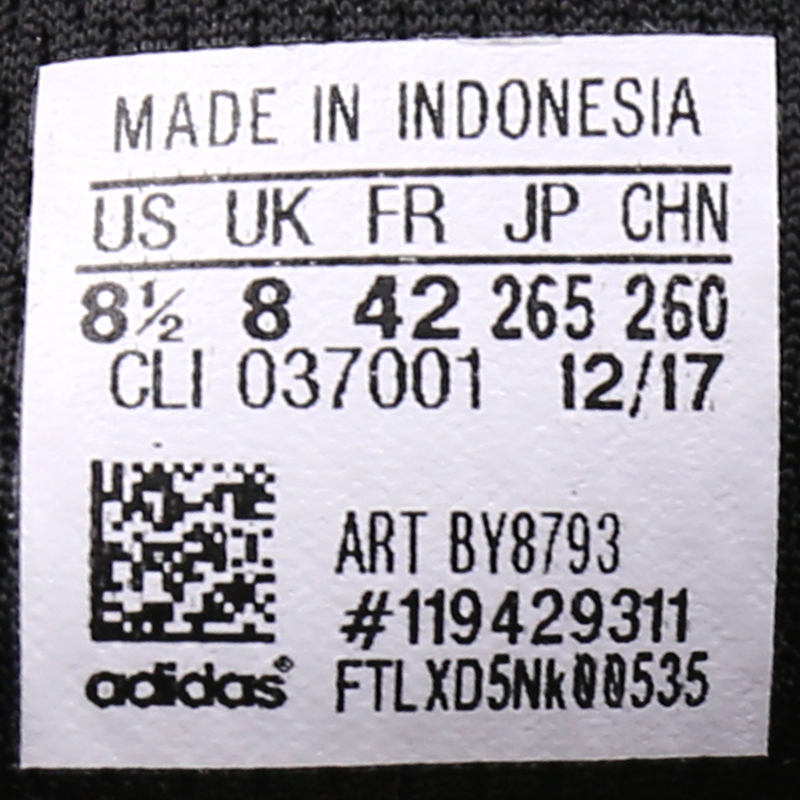 MADE IN INDONESIA
US UK FR JP CHN
8½ 8 42 265 260
CLI 037001 12/17
ART BY8793
#119429311
adidas® FTLXD5Nk00535